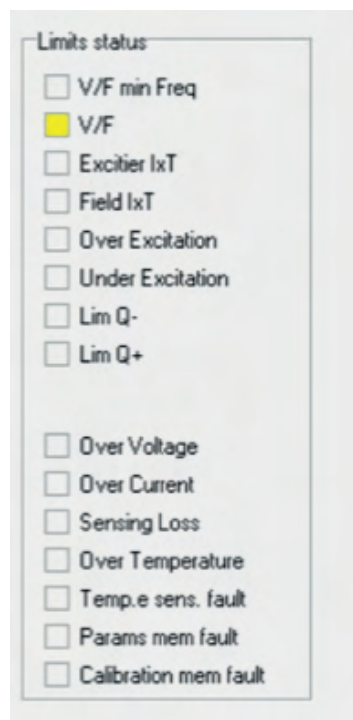 Limits status
V/F min Freq
V/F
Excitier IxT
Field IxT
Over Excitation
Under Excitation
Lim Q-
Lim Q+
Over Voltage
Over Current
Sensing Loss
Over Temperature
Temp.e sens. fault
Params mem fault
Calibration mem fault